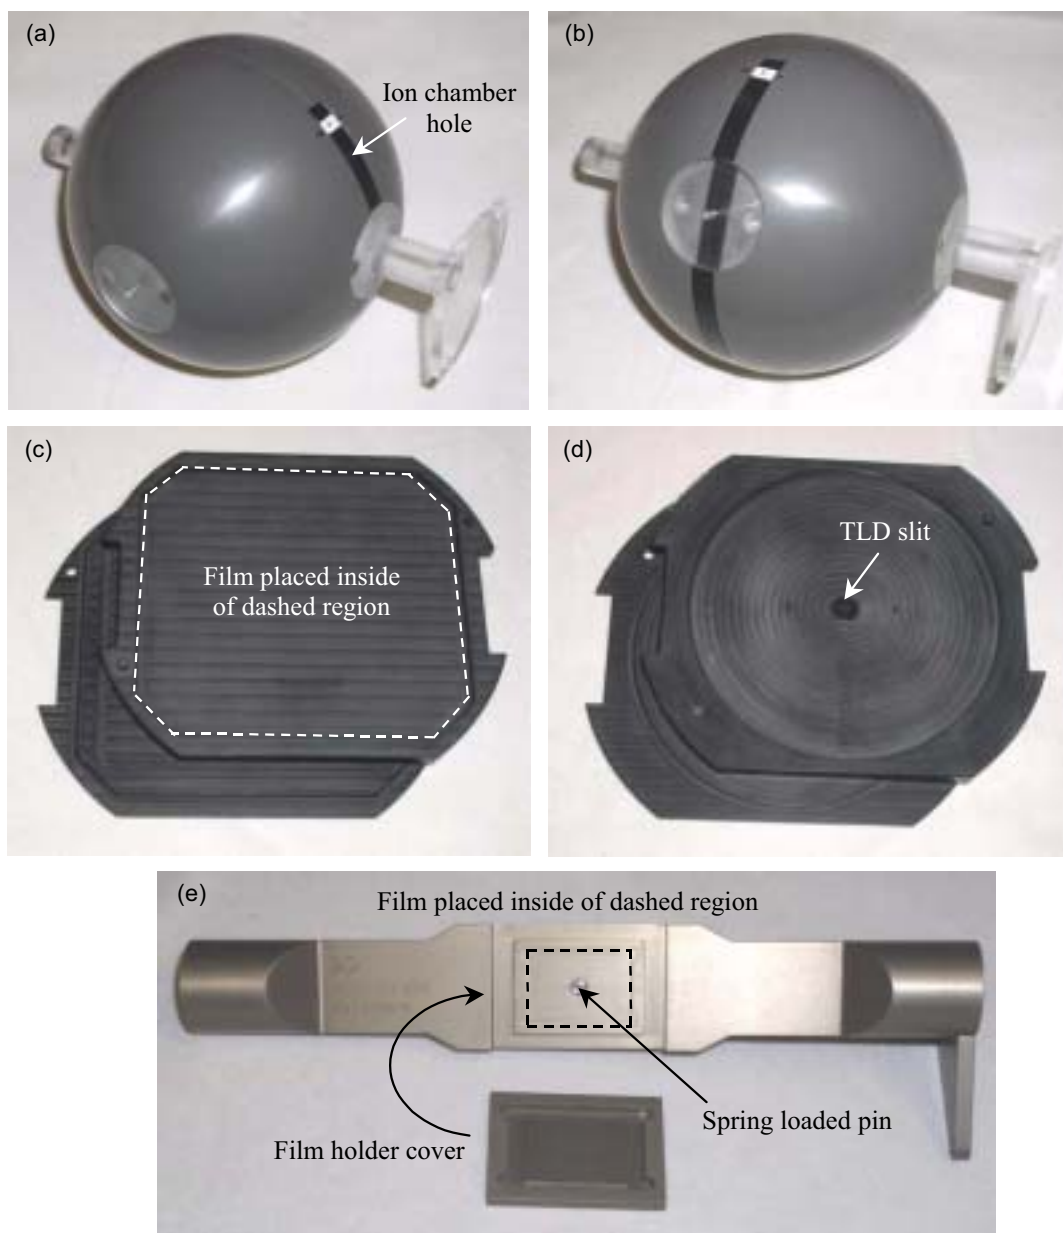 (a)
Ion chamber
hole
(b)
(c)
Film placed inside
of dashed region
(d)
TLD slit
(e)
Film placed inside of dashed region
Spring loaded pin
Film holder cover